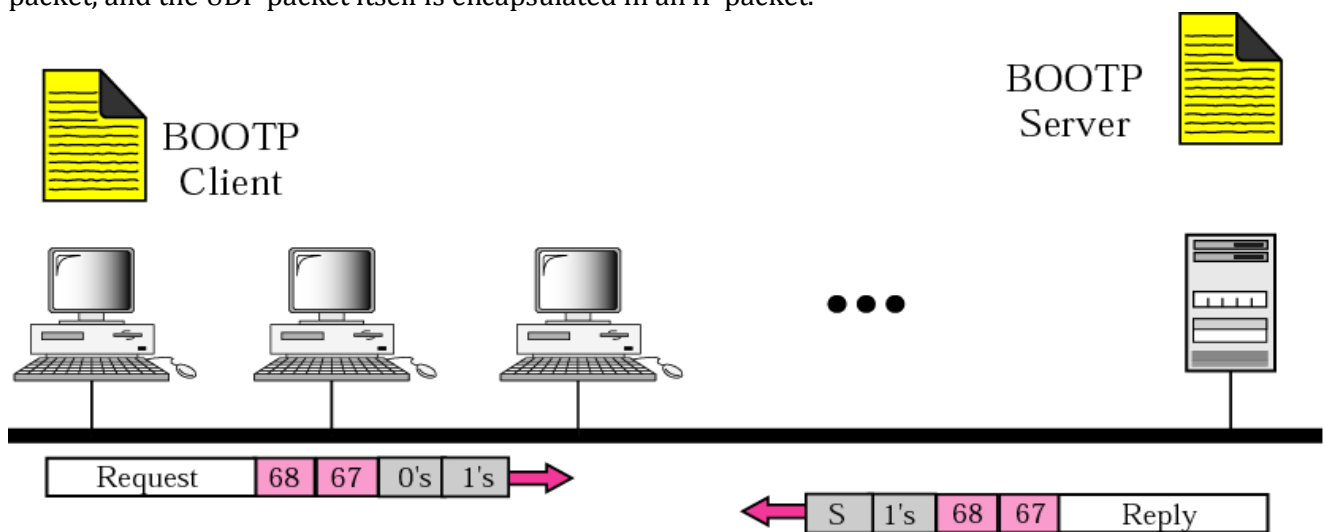 packet, and the UDP packet itself is encapsulated in an IP packet.
BOOTP
Server
BOOTP
Client
Request 68 67 0's 1's
S 1's 68 67 Reply